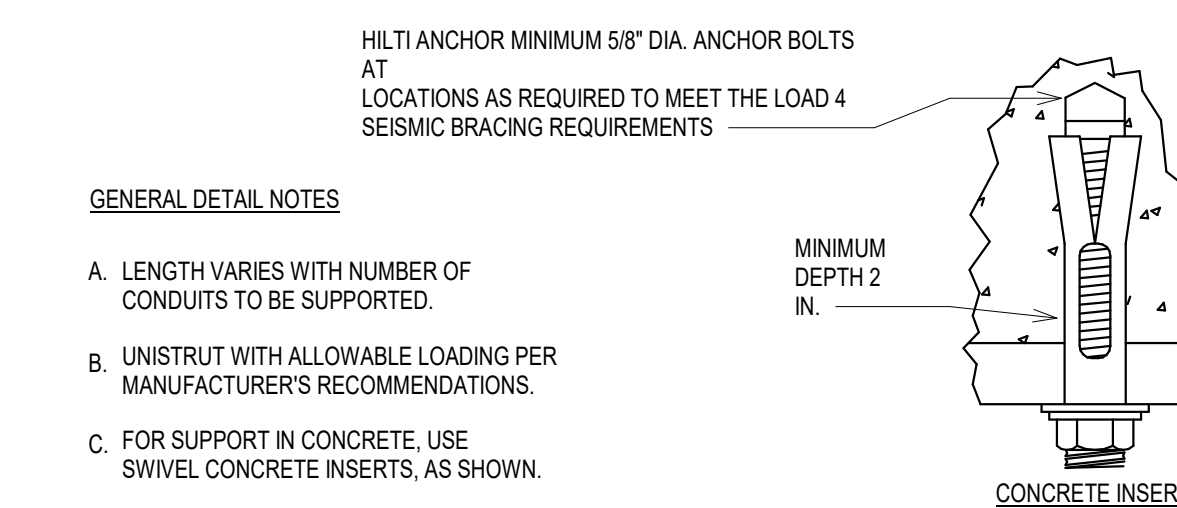 HILTI ANCHOR MINIMUM 5/8" DIA. ANCHOR BOLTS
AT
LOCATIONS AS REQUIRED TO MEET THE LOAD 4
SEISMIC BRACING REQUIREMENTS
GENERAL DETAIL NOTES
A. LENGTH VARIES WITH NUMBER OF
CONDUITS TO BE SUPPORTED.
B. UNISTRUT WITH ALLOWABLE LOADING PER
MANUFACTURER'S RECOMMENDATIONS.
C. FOR SUPPORT IN CONCRETE, USE
SWIVEL CONCRETE INSERTS, AS SHOWN.
MINIMUM
DEPTH 2
IN.
CONCRETE INSER